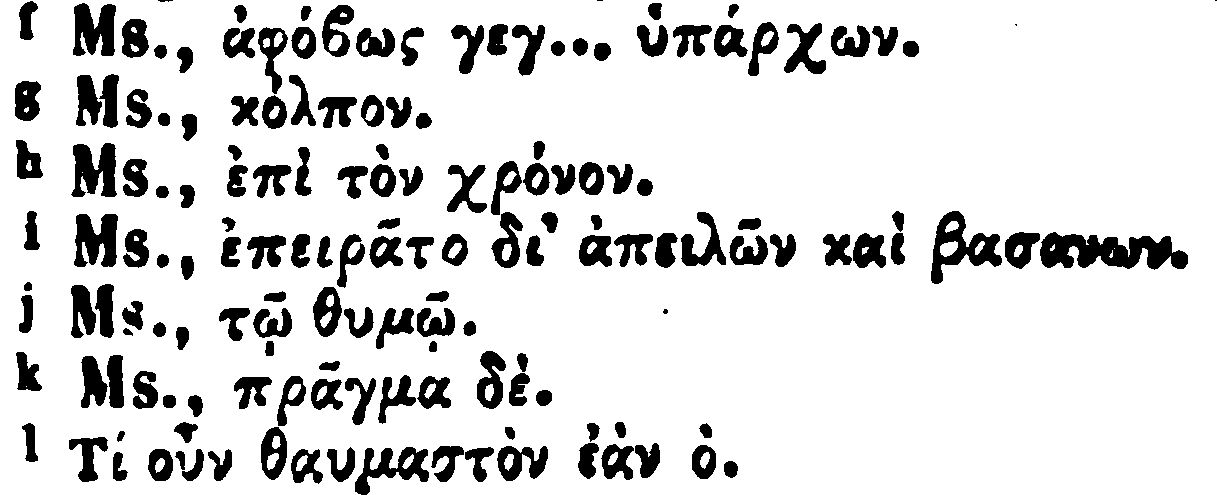 f Ms., ἀφόβως γεγ... ὑπάρχων.
g Ms., κόλπον.
h Ms., ἐπὶ τὸν χρόνον.
i Ms., ἐπειρᾶτο δι' ἀπειλῶν καὶ βασανων.
j Ms., τῷ θυμῷ.
k Ms., πρᾶγμα δὲ.
l Τί οὖν θαυμαστὸν ἐὰν ὁ.